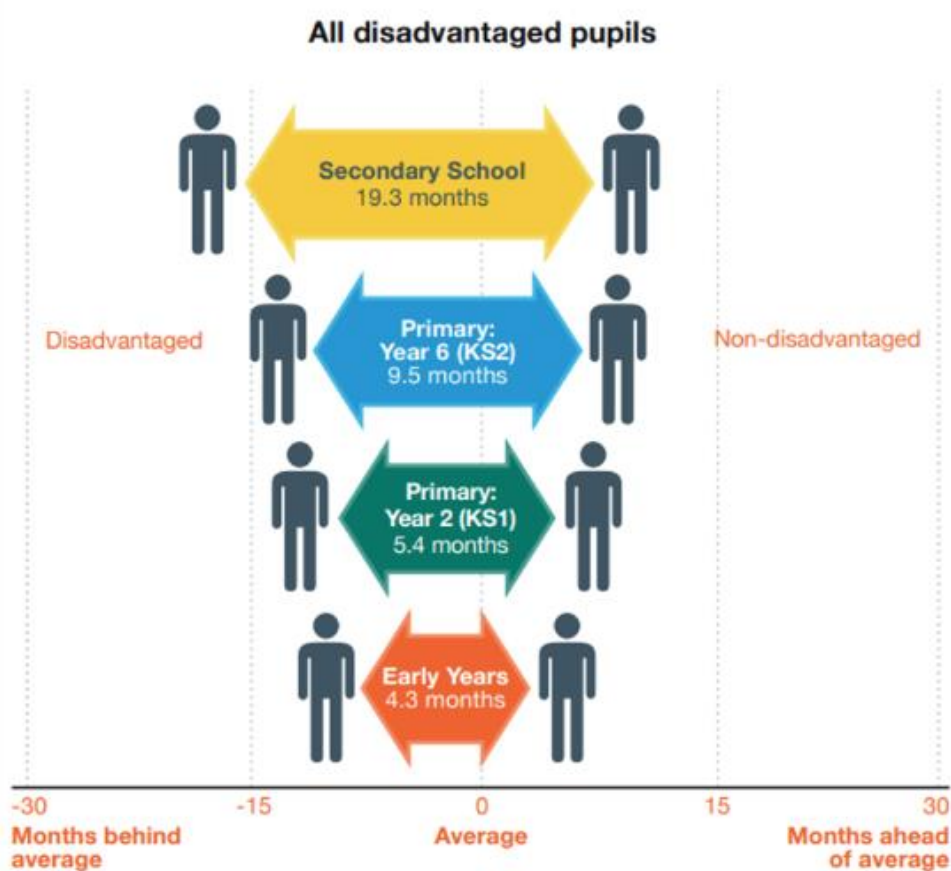 All disadvantaged pupils
Secondary School
19.3 months
Primary:
Year 6 (KS2)
9.5 months
Disadvantaged
Non-disadvantaged
Primary:
Year 2 (KS1)
5.4 months
Early Years
4.3 months
-30
-15
0
15
30
Months behind
average
Average
Months ahead
of average